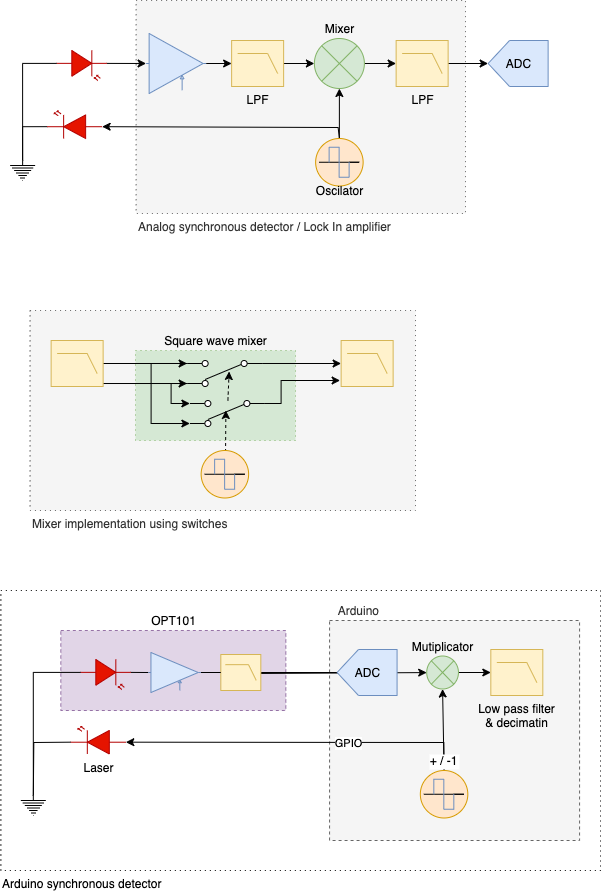 Mixer
ADC
LPF
LPF
Oscilator
Analog synchronous detector / Lock In amplifier
Square wave mixer
Mixer implementation using switches
Arduino
OPT101
Mutiplicator
ADC
Low pass filter
& decimatin
GPIO
+ / -1
Laser
Arduino synchronous detector